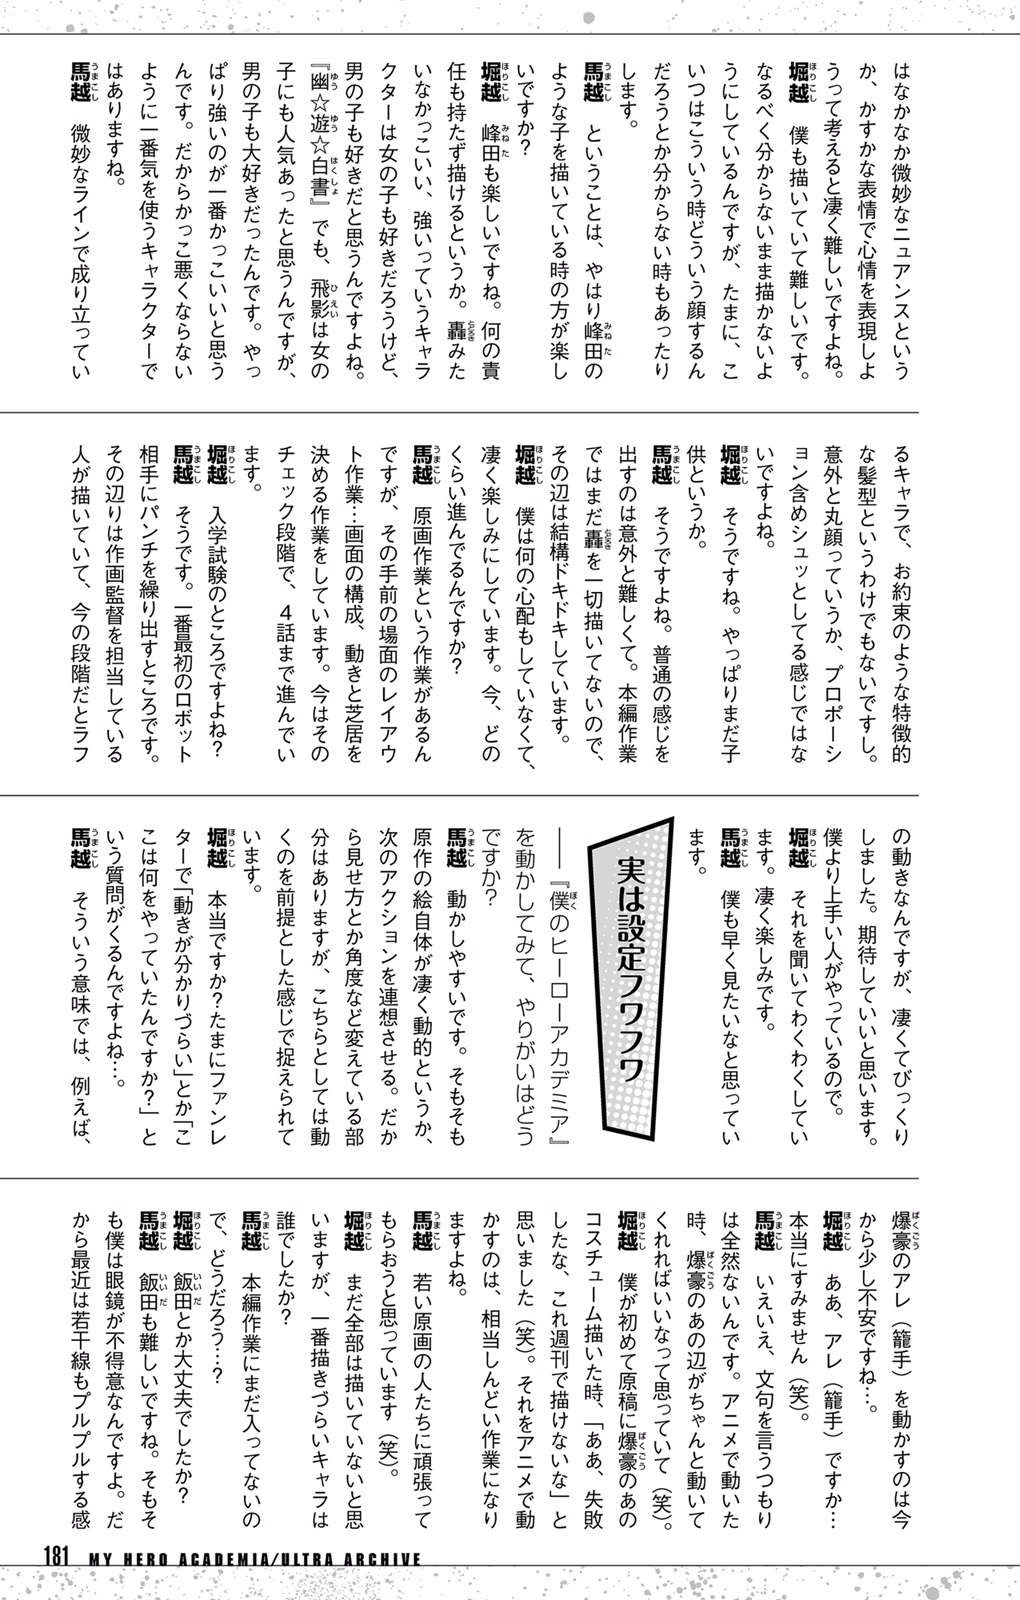 はなかなか微妙なニュアンスという
か、かすかな表情で心情を表現しよ
うって考えると凄く難しいですよね。
堀越　僕も描いていて難しいです。
なるべく分からないまま描かないよ
うにしているんですが、たまに、こ
いつはこういう時どういう顔するん
だろうとか分からない時もあったり
します。
馬越　ということは、やはり峰田の
ような子を描いている時の方が楽し
いですか？
堀越　峰田も楽しいですね。何の責
任も持たず描けるというか。轟みた
いなかっこいい、強いっていうキャラ
クターは女の子も好きだろうけど、
男の子も好きだと思うんですよね。
『幽☆遊☆白書』でも、飛影は女の
子にも人気あったと思うんですが、
男の子も大好きだったんです。やっ
ぱり強いのが一番かっこいいと思う
んです。だからかっこ悪くならない
ように一番気を使うキャラクターで
はありますね。
馬越　微妙なラインで成り立ってい
るキャラで、お約束のような特徴的
な髪型というわけでもないですし。
意外と丸顔っていうか、プロポーシ
ョン含めシュッとしてる感じではな
いですよね。
堀越　そうですね。やっぱりまだ子
供というか。
馬越　そうですよね。普通の感じを
出すのは意外と難しくて。本編作業
ではまだ轟を一切描いてないので、
その辺は結構ドキドキしています。
堀越　僕は何の心配もしていなくて、
凄く楽しみにしています。今、どの
くらい進んでるんですか？
馬越　原画作業という作業があるん
ですが、その手前の場面のレイアウ
ト作業…画面の構成、動きと芝居を
決める作業をしています。今はその
チェック段階で、4話まで進んでい
ます。
堀越　入学試験のところですよね？
馬越　そうです。一番最初のロボット
相手にパンチを繰り出すところです。
その辺りは作画監督を担当している
人が描いていて、今の段階だとラフ
の動きなんですが、凄くてびっくり
しました。期待していいと思います。
僕より上手い人がやっているので。
堀越　それを聞いてわくわくしてい
ます。凄く楽しみです。
馬越　僕も早く見たいなと思ってい
ます。
実は設定フワフワ
――『僕のヒーローアカデミア』
を動かしてみて、やりがいはどう
ですか？
馬越　動かしやすいです。そもそも
原作の絵自体が凄く動的というか、
次のアクションを連想させる。だか
ら見せ方とか角度など変えている部
分はありますが、こちらとしては動
くのを前提とした感じで捉えられて
います。
堀越　本当ですか？たまにファンレ
ターで「動きが分かりづらい」とか「こ
こは何をやっていたんですか？」と
いう質問がくるんですよね…。
馬越　そういう意味では、例えば、
爆豪のアレ（籠手）を動かすのは今
から少し不安ですね…。
堀越　ああ、アレ（籠手）ですか…
本当にすみません（笑）。
馬越　いえいえ、文句を言うつもり
は全然ないんです。アニメで動いた
時、爆豪のあの辺がちゃんと動いて
くれればいいなって思っていて（笑）。
堀越　僕が初めて原稿に爆豪のあの
コスチューム描いた時、「ああ、失敗
したな、これ週刊で描けないな」と
思いました（笑）。それをアニメで動
かすのは、相当しんどい作業になり
ますよね。
馬越　若い原画の人たちに頑張って
もらおうと思っています（笑）。
堀越　まだ全部は描いていないと思
いますが、一番描きづらいキャラは
誰でしたか？
馬越　本編作業にまだ入ってないの
で、どうだろう…？
堀越　飯田とか大丈夫でしたか？
馬越　飯田も難しいですね。そもそ
も僕は眼鏡が不得意なんですよ。だ
から最近は若干線もプルプルする感
181 MY HERO ACADEMIA/ULTRA ARCHIVE